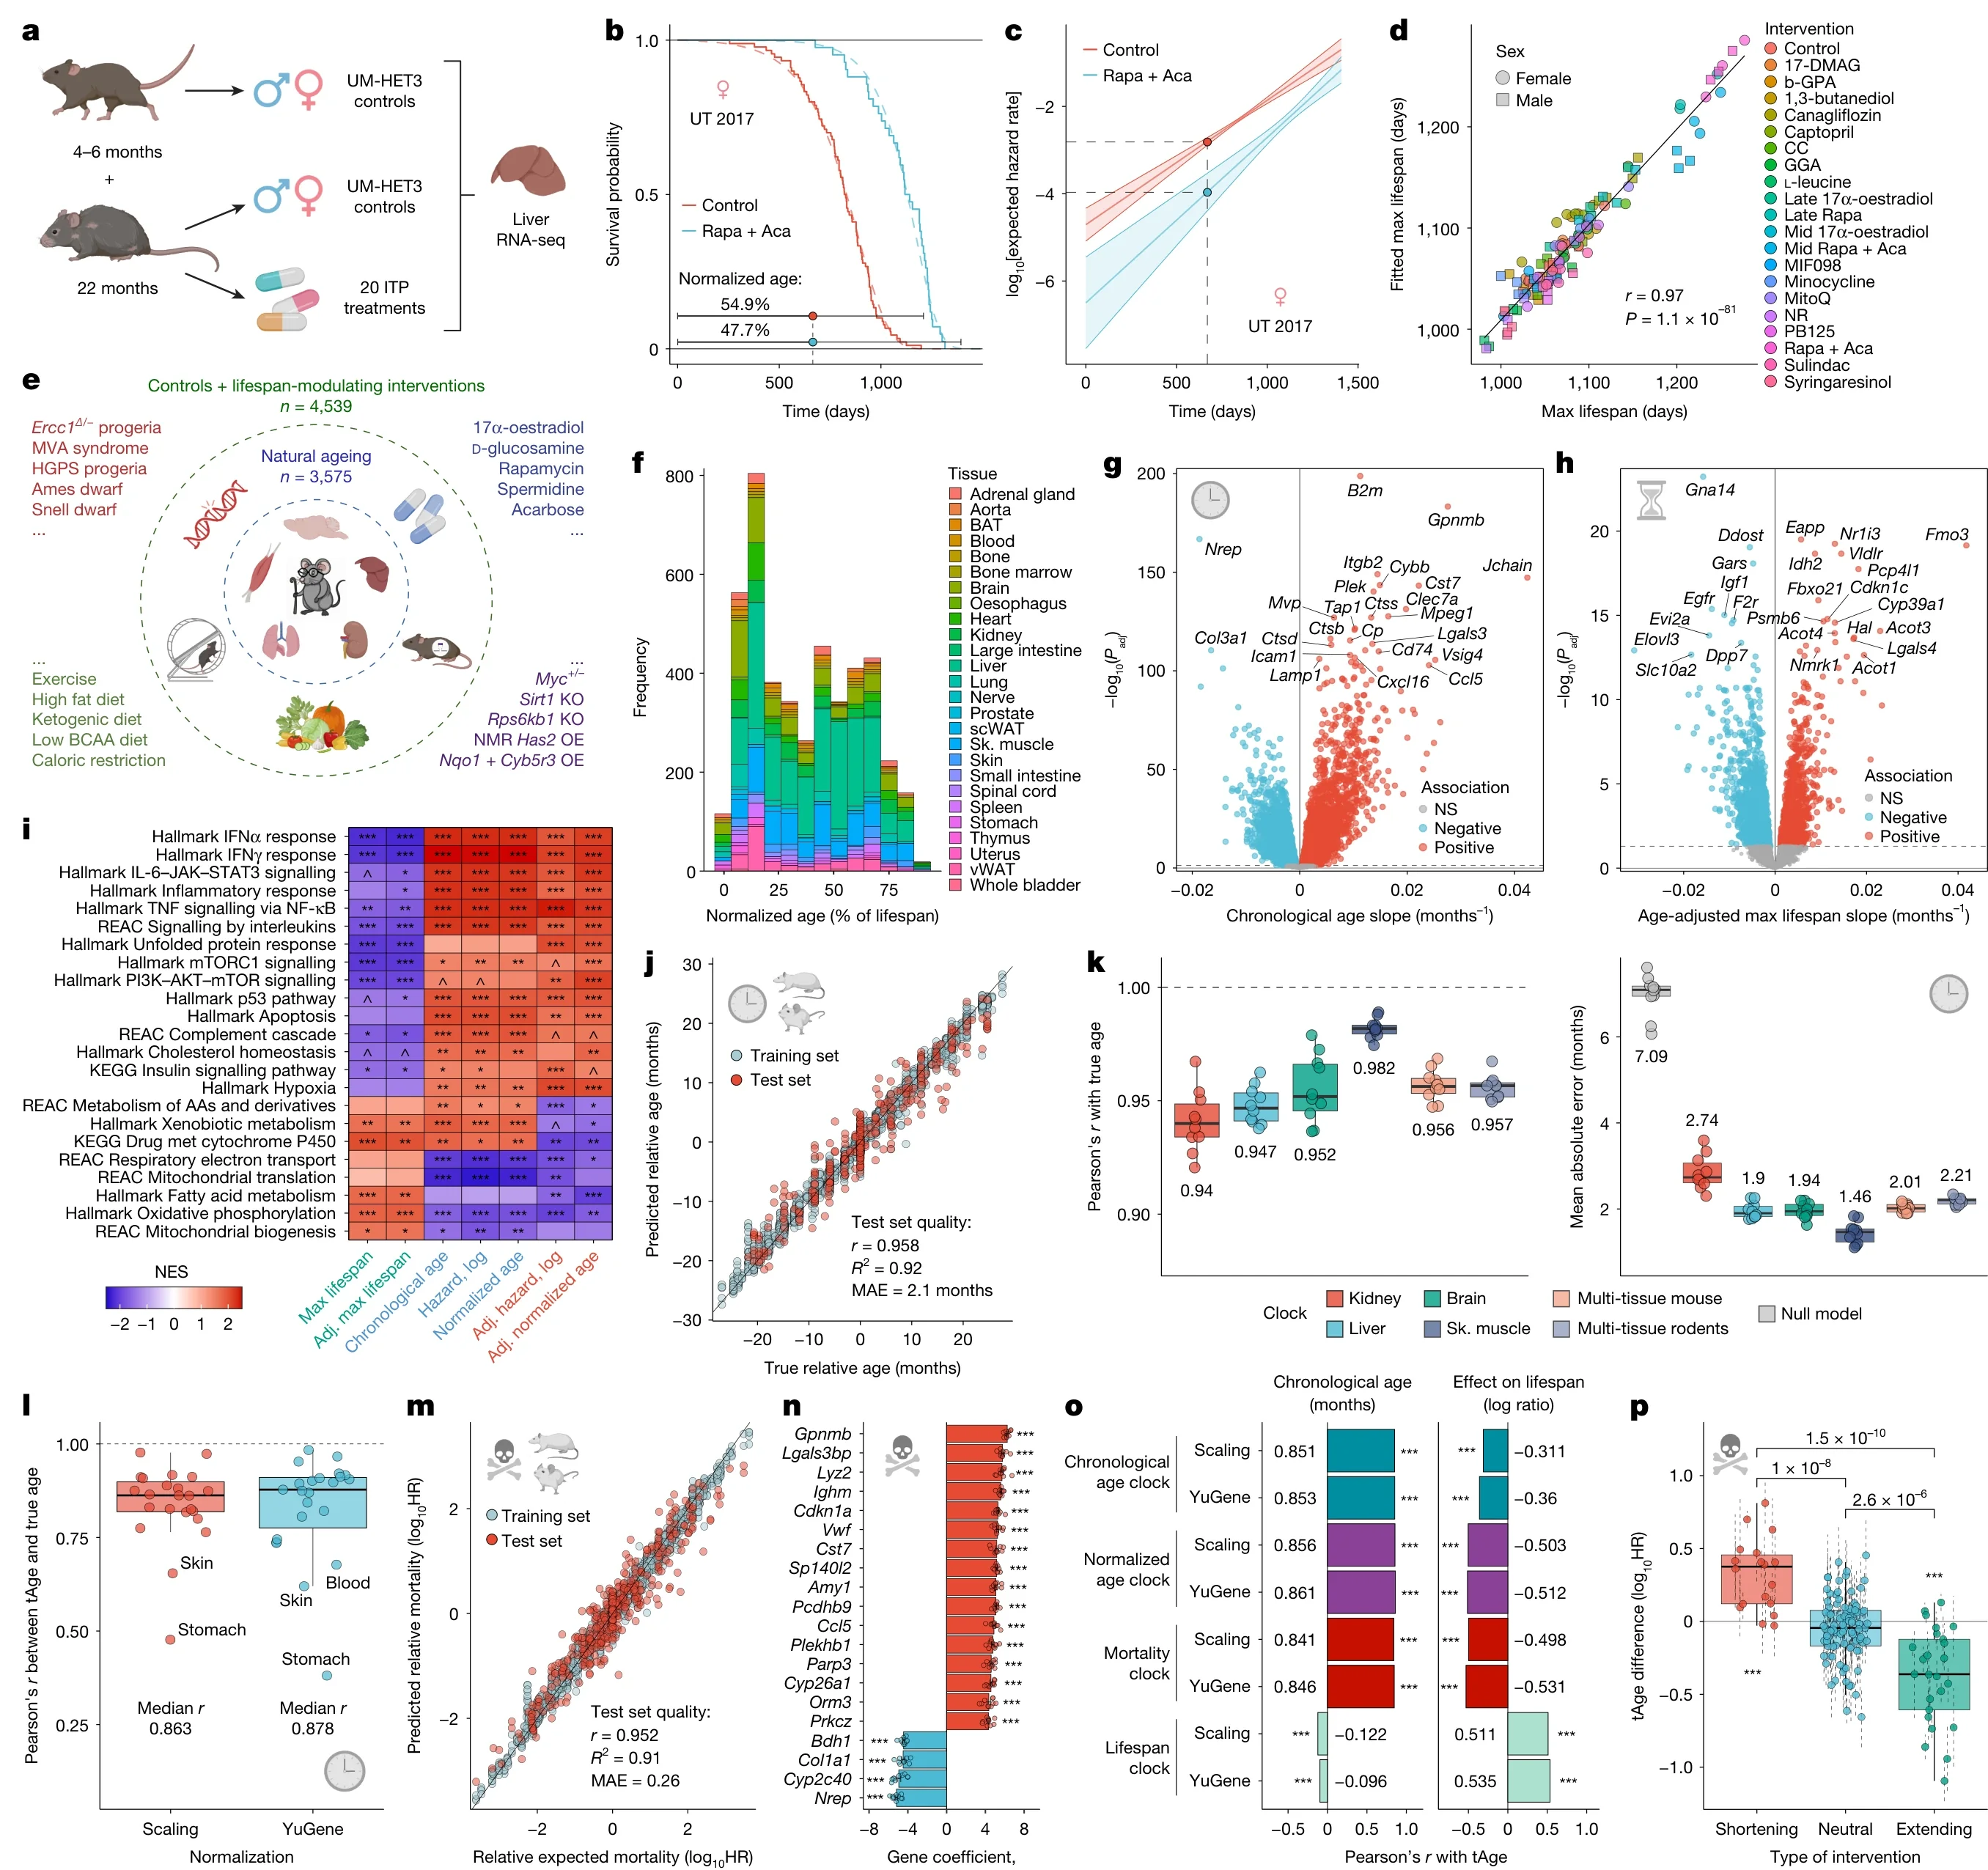 a
4–6 months
+
22 months
UM-HET3
controls
UM-HET3
controls
20 ITP
treatments
Liver
RNA-seq
b
Survival probability
1.0
0.5
0
UT 2017
Control
Rapa + Aca
Normalized age:
54.9%
47.7%
0 500 1,000
Time (days)
c
log10[expected hazard rate]
Control
Rapa + Aca
−2
−4
−6
UT 2017
0 500 1,000 1,500
Time (days)
d
Fitted max lifespan (days)
Sex
Female
Male
1,200
1,100
1,000
r = 0.97
P = 1.1 × 10−81
1,000 1,100 1,200
Max lifespan (days)
Intervention
Control
17-DMAG
b-GPA
1,3-butanediol
Canagliflozin
Captopril
CC
GGA
L-leucine
Late 17α-oestradiol
Late Rapa
Mid 17α-oestradiol
Mid Rapa + Aca
MIF098
Minocycline
MitoQ
NR
PB125
Rapa + Aca
Sulindac
Syringaresinol
e
Controls + lifespan-modulating interventions
n = 4,539
Natural ageing
n = 3,575
Ercc1Δ/− progeria
MVA syndrome
HGPS progeria
Ames dwarf
Snell dwarf
...
17α-oestradiol
D-glucosamine
Rapamycin
Spermidine
Acarbose
...
...
Exercise
High fat diet
Ketogenic diet
Low BCAA diet
Caloric restriction
...
Myc+/−
Sirt1 KO
Rps6kb1 KO
NMR Has2 OE
Nqo1 + Cyb5r3 OE
f
Frequency
800
600
400
200
0
0 25 50 75
Normalized age (% of lifespan)
Tissue
Adrenal gland
Aorta
BAT
Blood
Bone
Bone marrow
Brain
Oesophagus
Heart
Kidney
Large intestine
Liver
Lung
Nerve
Prostate
scWAT
Sk. muscle
Skin
Small intestine
Spinal cord
Spleen
Stomach
Thymus
Uterus
vWAT
Whole bladder
g
−log10(Padj)
200
150
100
50
0
B2m
Gpnmb
Nrep
Itgb2
Cybb
Jchain
Plek
Cst7
Mvp
Tap1
Ctss
Clec7a
Mpeg1
Col3a1
Ctsd
Ctsb
Cp
Lgals3
Icam1
Cd74
Vsig4
Lamp1
Cxcl16
Ccl5
Association
NS
Negative
Positive
−0.02 0 0.02 0.04
Chronological age slope (months−1)
h
−log10(Padj)
20
15
10
5
0
Gna14
Ddost
Eapp
Nr1i3
Fmo3
Gars
Idh2
Vldlr
Pcp4l1
Igf1
Fbxo21
Cdkn1c
Egfr
F2r
Psmb6
Cyp39a1
Evi2a
Acot4
Hal
Acot3
Elovl3
Lgals4
Slc10a2
Dpp7
Nmrk1
Acot1
Association
NS
Negative
Positive
−0.02 0 0.02 0.04
Age-adjusted max lifespan slope (months−1)
i
Hallmark IFNα response *** *** *** *** *** *** ***
Hallmark IFNγ response *** *** *** *** *** *** ***
Hallmark IL-6–JAK–STAT3 signalling ^ * *** *** *** *** ***
Hallmark Inflammatory response * *** *** *** *** ***
Hallmark TNF signalling via NF-κB ** ** *** *** *** *** ***
REAC Signalling by interleukins *** *** *** *** *** *** ***
Hallmark Unfolded protein response *** *** *** ***
Hallmark mTORC1 signalling *** *** * ** ** ^ ***
Hallmark PI3K–AKT–mTOR signalling *** *** ^ ^ ** ***
Hallmark p53 pathway ^ * *** *** *** *** ***
Hallmark Apoptosis *** *** *** ** ***
REAC Complement cascade * * *** *** *** ^ ^
Hallmark Cholesterol homeostasis ^ ^ ** ** ** **
KEGG Insulin signalling pathway * * * * *** ^
Hallmark Hypoxia ** ** ** *** ***
REAC Metabolism of AAs and derivatives ** * * *** *
Hallmark Xenobiotic metabolism ** ** *** *** *** ^ *
KEGG Drug met cytochrome P450 *** ** ** * ** ** **
REAC Respiratory electron transport *** *** *** *** *
REAC Mitochondrial translation *** *** *** **
Hallmark Fatty acid metabolism *** ** ** ***
Hallmark Oxidative phosphorylation *** *** *** *** *** *** **
REAC Mitochondrial biogenesis * * * ** **
NES
−2 −1 0 1 2
Max lifespan
Adj. max lifespan
Chronological age
Hazard, log
Normalized age
Adj. hazard, log
Adj. normalized age
j
Predicted relative age (months)
30
20
10
0
−10
−20
−30
Training set
Test set
Test set quality:
r = 0.958
R2 = 0.92
MAE = 2.1 months
−20 −10 0 10 20
True relative age (months)
k
Pearson's r with true age
1.00
0.95
0.90
0.94
0.947
0.952
0.982
0.956
0.957
Mean absolute error (months)
6
4
2
7.09
2.74
1.9
1.94
1.46
2.01
2.21
Clock
Kidney
Liver
Brain
Sk. muscle
Multi-tissue mouse
Multi-tissue rodents
Null model
l
Pearson's r between tAge and true age
1.00
0.75
0.50
0.25
Skin
Stomach
Skin
Blood
Stomach
Median r
0.863
Median r
0.878
Scaling YuGene
Normalization
m
Predicted relative mortality (log10HR)
2
0
−2
Training set
Test set
Test set quality:
r = 0.952
R2 = 0.91
MAE = 0.26
−2 0 2
Relative expected mortality (log10HR)
n
Gpnmb ***
Lgals3bp ***
Lyz2 ***
Ighm ***
Cdkn1a ***
Vwf ***
Cst7 ***
Sp140l2 ***
Amy1 ***
Pcdhb9 ***
Ccl5 ***
Plekhb1 ***
Parp3 ***
Cyp26a1 ***
Orm3 ***
Prkcz ***
Bdh1 ***
Col1a1 ***
Cyp2c40 ***
Nrep ***
−8 −4 0 4 8
Gene coefficient,
o
Chronological age
(months)
Effect on lifespan
(log ratio)
Chronological
age clock
Scaling 0.851 *** *** −0.311
YuGene 0.853 *** *** −0.36
Normalized
age clock
Scaling 0.856 *** *** −0.503
YuGene 0.861 *** *** −0.512
Mortality
clock
Scaling 0.841 *** *** −0.498
YuGene 0.846 *** *** −0.531
Lifespan
clock
Scaling *** −0.122 0.511 ***
YuGene *** −0.096 0.535 ***
−0.5 0 0.5 1.0 −0.5 0 0.5 1.0
Pearson's r with tAge
p
tAge difference (log10HR)
1.5 × 10−10
1 × 10−8
2.6 × 10−6
1.0
0.5
0
−0.5
−1.0
***
***
Shortening Neutral Extending
Type of intervention